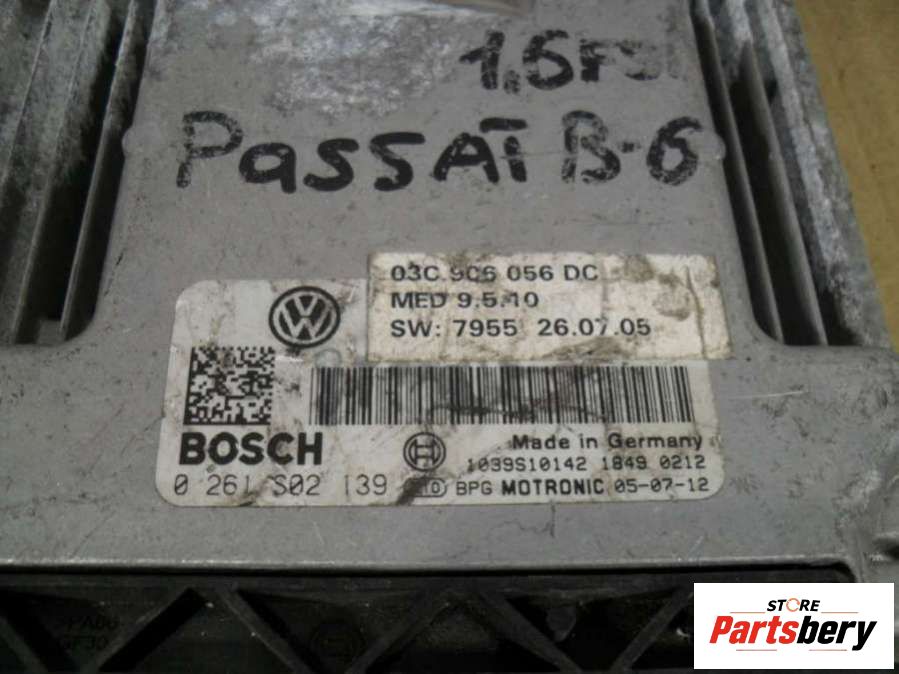 1.6FSI
PASSAT B-6
03C 906 056 DC
MED 9.5.10
SW: 7955 26.07.05
BOSCH
Made in Germany
1039S10142 1849 0212
0 261 S02 139
BPG MOTRONIC 05-07-12
STORE
Partsbery